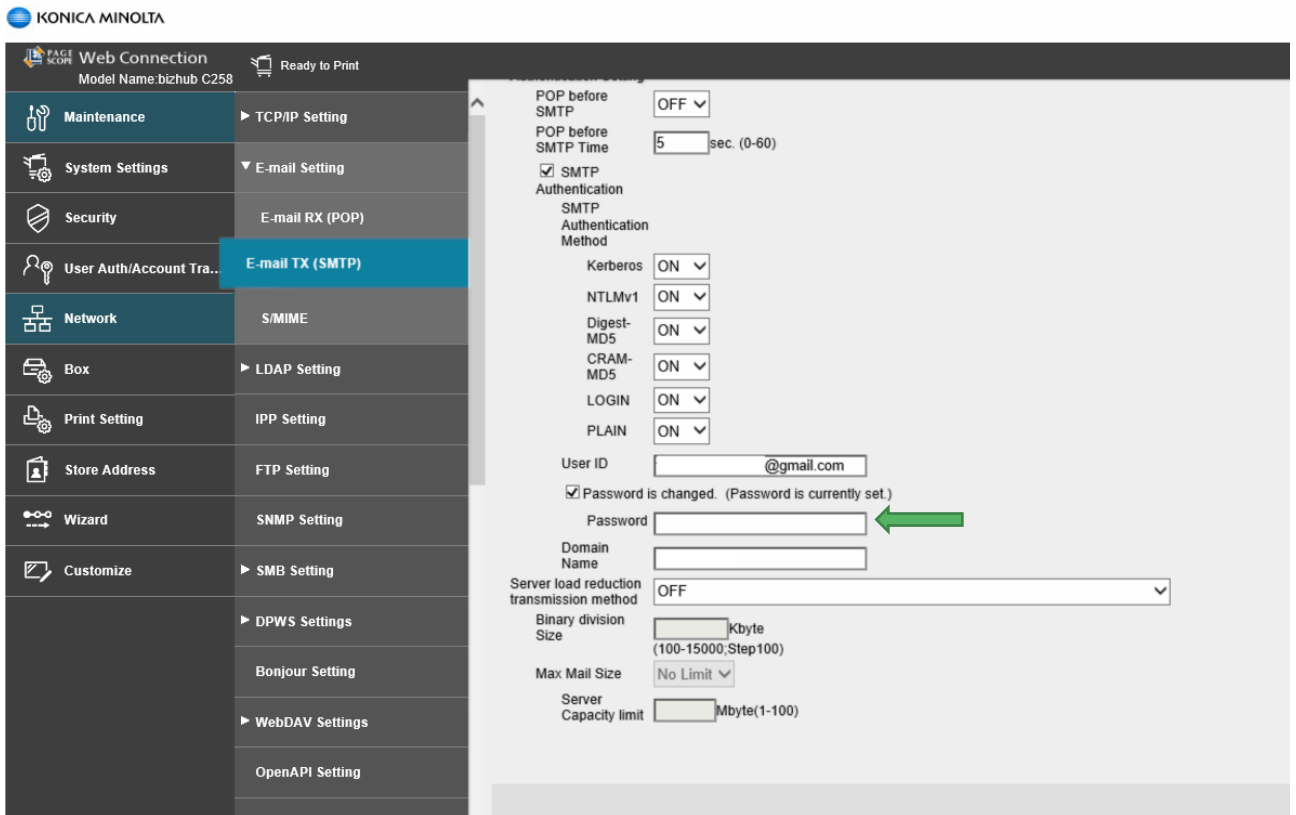 KONICA MINOLTA
PAGE SCOPE Web Connection
Model Name:bizhub C258
Ready to Print
Maintenance
System Settings
Security
User Auth/Account Tra...
Network
Box
Print Setting
Store Address
Wizard
Customize
TCP/IP Setting
E-mail Setting
E-mail RX (POP)
E-mail TX (SMTP)
S/MIME
LDAP Setting
IPP Setting
FTP Setting
SNMP Setting
SMB Setting
DPWS Settings
Bonjour Setting
WebDAV Settings
OpenAPI Setting
POP before
SMTP
OFF
POP before
SMTP Time
5 sec. (0-60)
SMTP
Authentication
SMTP
Authentication
Method
Kerberos ON
NTLMv1 ON
Digest-
MD5
ON
CRAM-
MD5
ON
LOGIN ON
PLAIN ON
User ID @gmail.com
Password is changed. (Password is currently set.)
Password
Domain
Name
Server load reduction
transmission method
OFF
Binary division
Size
Kbyte
(100-15000;Step100)
Max Mail Size No Limit
Server
Capacity limit
Mbyte(1-100)